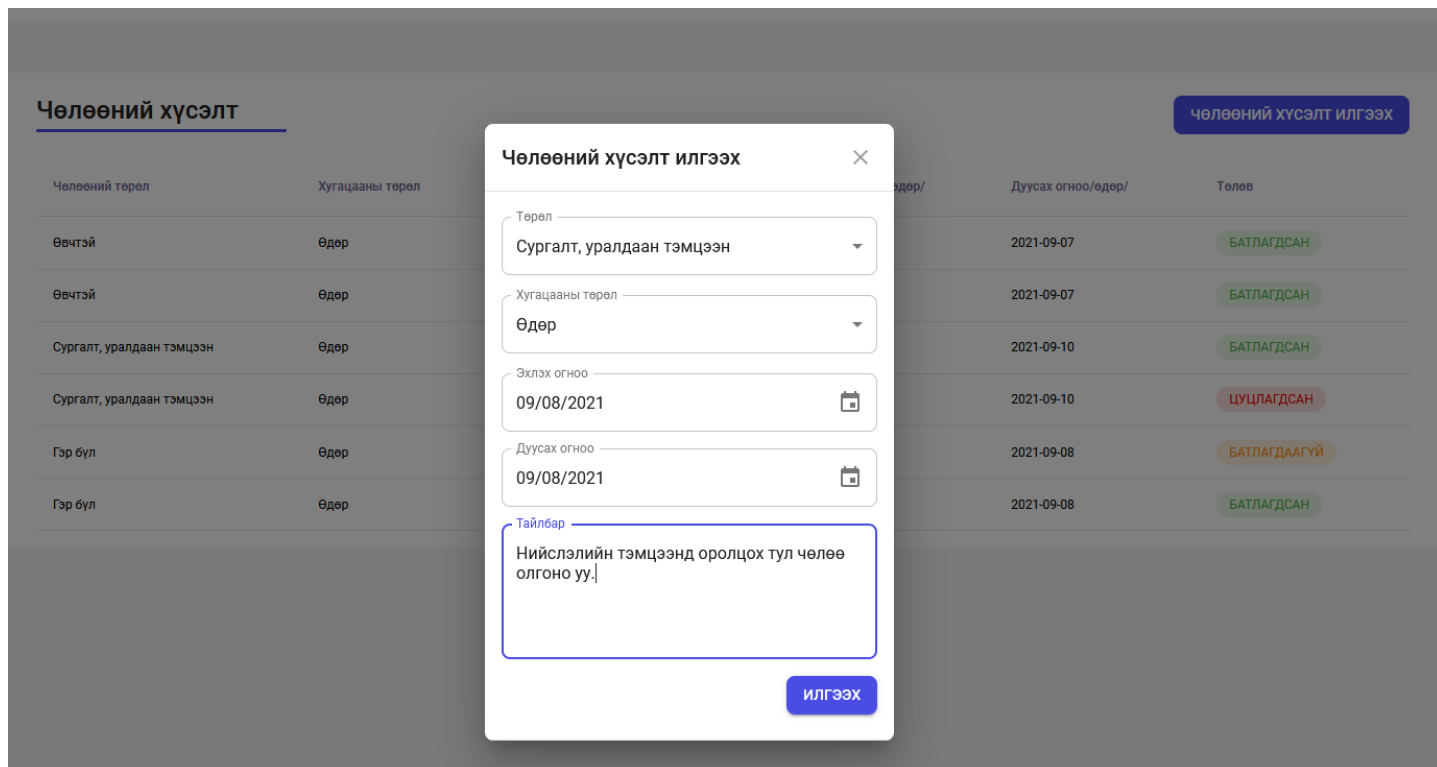 Чөлөөний хүсэлт
ЧӨЛӨӨНИЙ ХҮСЭЛТ ИЛГЭЭХ
Чөлөөний төрөл Хугацааны төрөл Дуусах огноо/өдөр/ Төлөв
Өвчтэй Өдөр 2021-09-07 БАТЛАГДСАН
Өвчтэй Өдөр 2021-09-07 БАТЛАГДСАН
Сургалт, уралдаан тэмцээн Өдөр 2021-09-10 БАТЛАГДСАН
Сургалт, уралдаан тэмцээн Өдөр 2021-09-10 ЦУЦЛАГДСАН
Гэр бүл Өдөр 2021-09-08 БАТЛАГДААГҮЙ
Гэр бүл Өдөр 2021-09-08 БАТЛАГДСАН
Чөлөөний хүсэлт илгээх
Төрөл
Сургалт, уралдаан тэмцээн
Хугацааны төрөл
Өдөр
Эхлэх огноо
09/08/2021
Дуусах огноо
09/08/2021
Тайлбар
Нийслэлийн тэмцээнд оролцох тул чөлөө
олгоно уу.
ИЛГЭЭХ